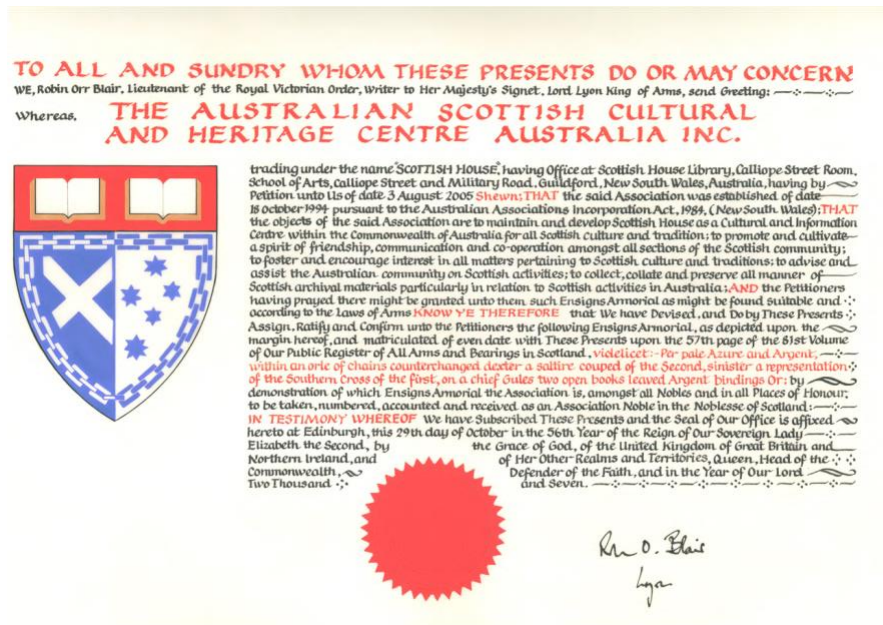 TO ALL AND SUNDRY WHOM THESE PRESENTS DO OR MAY CONCERN
WE, Robin Orr Blair, Lieutenant of the Royal Victorian Order, Writer to Her Majesty's Signet, Lord Lyon King of Arms, send Greeting:
Whereas, THE AUSTRALIAN SCOTTISH CULTURAL
AND HERITAGE CENTRE AUSTRALIA INC.
trading under the name "SCOTTISH HOUSE", having Office at Scottish House Library, Calliope Street Room,
School of Arts, Calliope Street and Military Road, Guildford, New South Wales, Australia, having by
Petition unto Us of date 3 August 2005 Shewn; THAT the said Association was established of date
18 October 1994 pursuant to the Australian Associations Incorporation Act, 1984, (New South Wales); THAT
the objects of the said Association are to maintain and develop Scottish House as a Cultural and Information
Centre within the Commonwealth of Australia for all Scottish culture and tradition; to promote and cultivate
a spirit of friendship, communication and co-operation amongst all sections of the Scottish community;
to foster and encourage interest in all matters pertaining to Scottish culture and traditions; to advise and
assist the Australian community on Scottish activities; to collect, collate and preserve all manner of
Scottish archival materials particularly in relation to Scottish activities in Australia; AND the Petitioners
having prayed there might be granted unto them such Ensigns Armorial as might be found suitable and
according to the Laws of Arms KNOW YE THEREFORE that We have Devised, and Do by These Presents
Assign, Ratify and Confirm unto the Petitioners the following Ensigns Armorial, as depicted upon the
margin hereof, and matriculated of even date with These Presents upon the 57th page of the 81st Volume
of Our Public Register of All Arms and Bearings in Scotland, videlicet:- Per pale Azure and Argent,
within an orle of chains counterchanged dexter a saltire couped of the Second, sinister a representation
of the Southern Cross of the first, on a chief Gules two open books leaved Argent bindings Or; by
demonstration of which Ensigns Armorial the Association is, amongst all Nobles and in all Places of Honour,
to be taken, numbered, accounted and received as an Association Noble in the Noblesse of Scotland:
IN TESTIMONY WHEREOF We have Subscribed These Presents and the Seal of Our Office is affixed
hereto at Edinburgh, this 29th day of October in the 56th Year of the Reign of Our Sovereign Lady
Elizabeth the Second, by the Grace of God, of the United Kingdom of Great Britain and
Northern Ireland, and of Her Other Realms and Territories, Queen, Head of the
Commonwealth, Defender of the Faith, and in the Year of Our Lord
Two Thousand and Seven.
O. Blair
Lyon